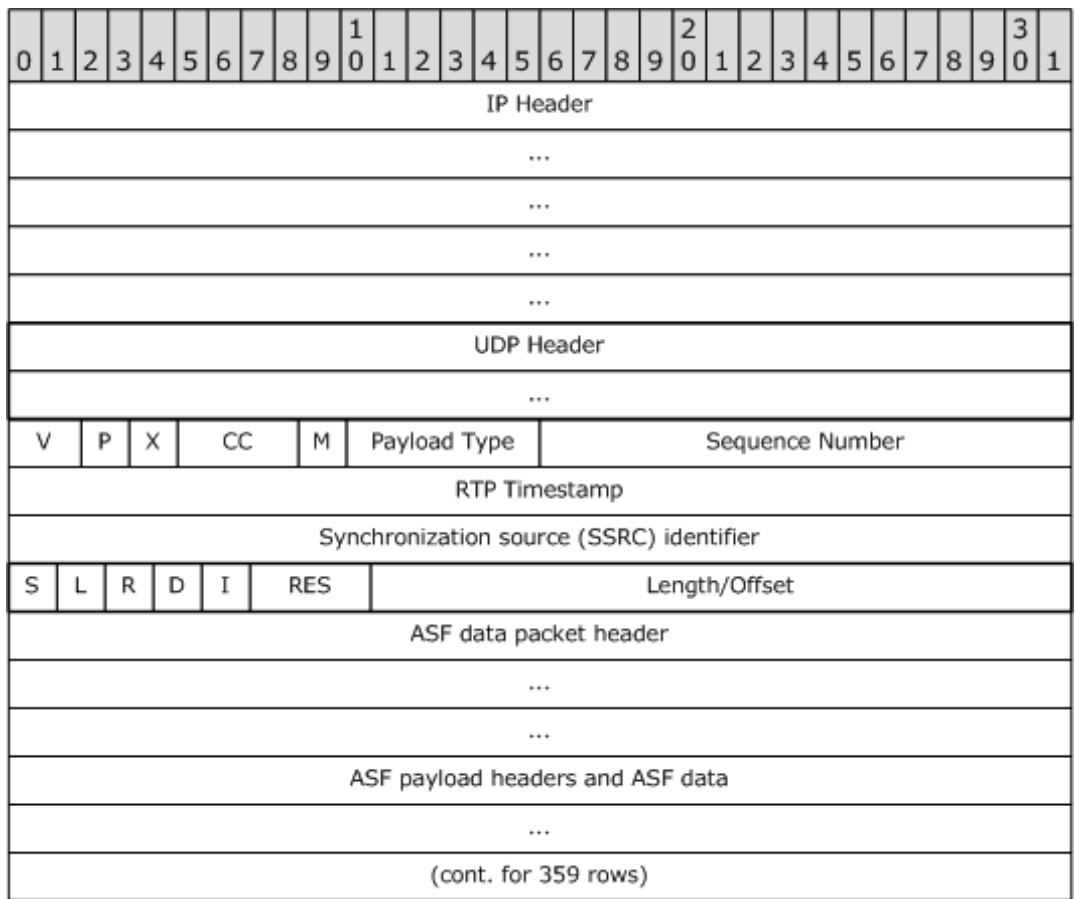 1 2 3
0 1 2 3 4 5 6 7 8 9 0 1 2 3 4 5 6 7 8 9 0 1 2 3 4 5 6 7 8 9 0 1
IP Header
...
...
...
...
UDP Header
...
V P X CC M Payload Type Sequence Number
RTP Timestamp
Synchronization source (SSRC) identifier
S L R D I RES Length/Offset
ASF data packet header
...
...
ASF payload headers and ASF data
...
(cont. for 359 rows)